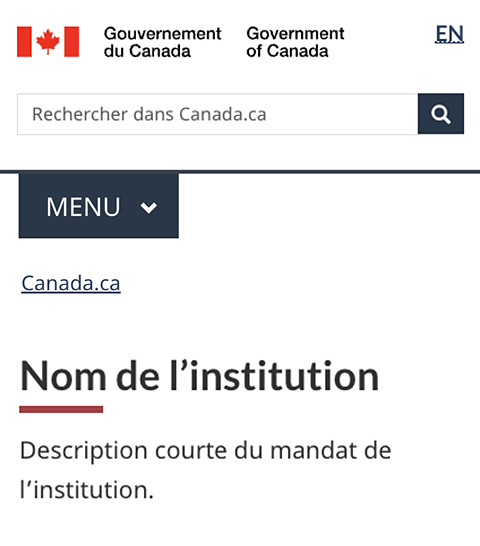 Gouvernement
du Canada
Government
of Canada
EN
Rechercher dans Canada.ca
MENU
Canada.ca
Nom de l’institution
Description courte du mandat de
l’institution.